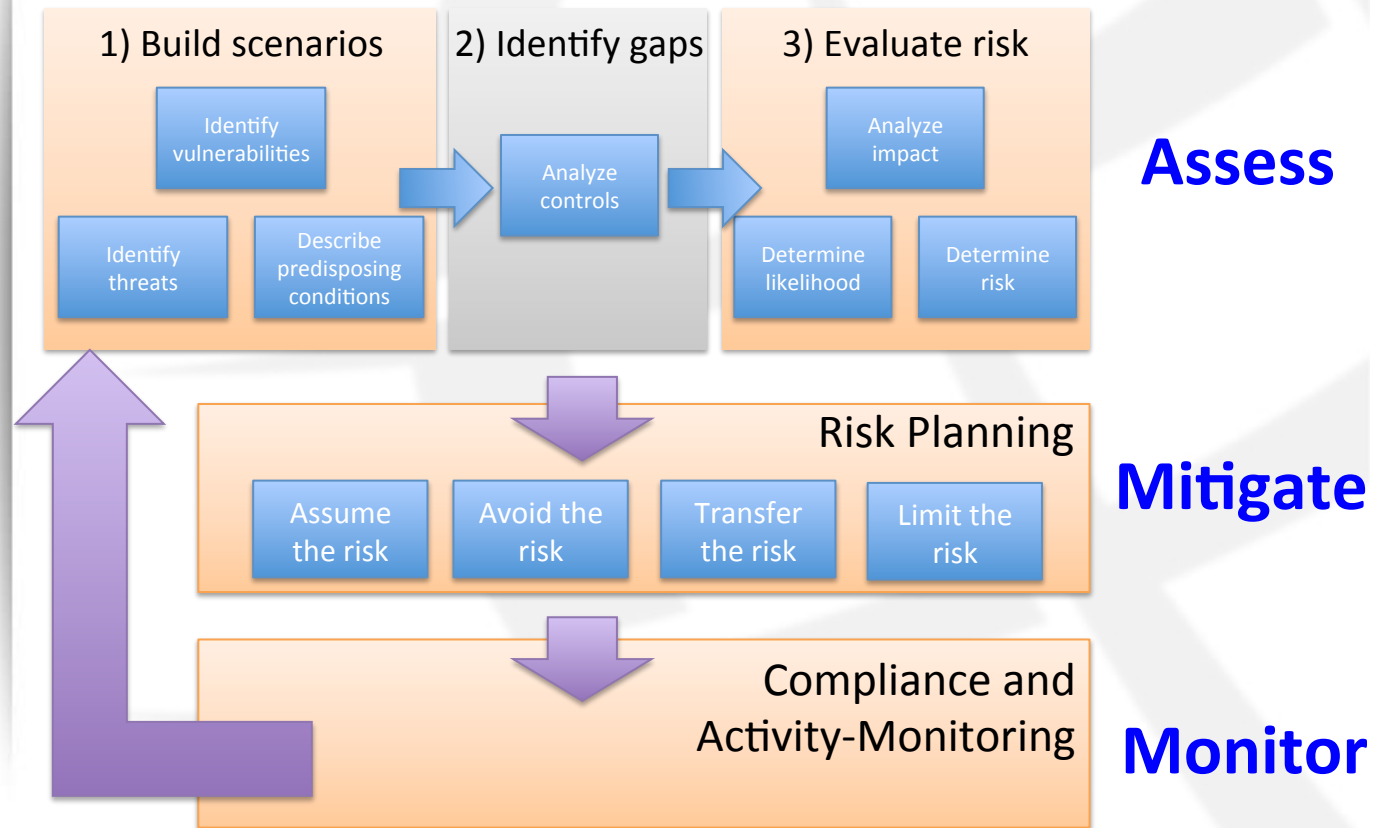 1) Build scenarios
Identify
vulnerabilities
Identify
threats
Describe
predisposing
conditions
2) Identify gaps
Analyze
controls
3) Evaluate risk
Analyze
impact
Determine
likelihood
Determine
risk
Assess
Risk Planning
Assume
the risk
Avoid the
risk
Transfer
the risk
Limit the
risk
Mitigate
Compliance and
Activity-Monitoring
Monitor